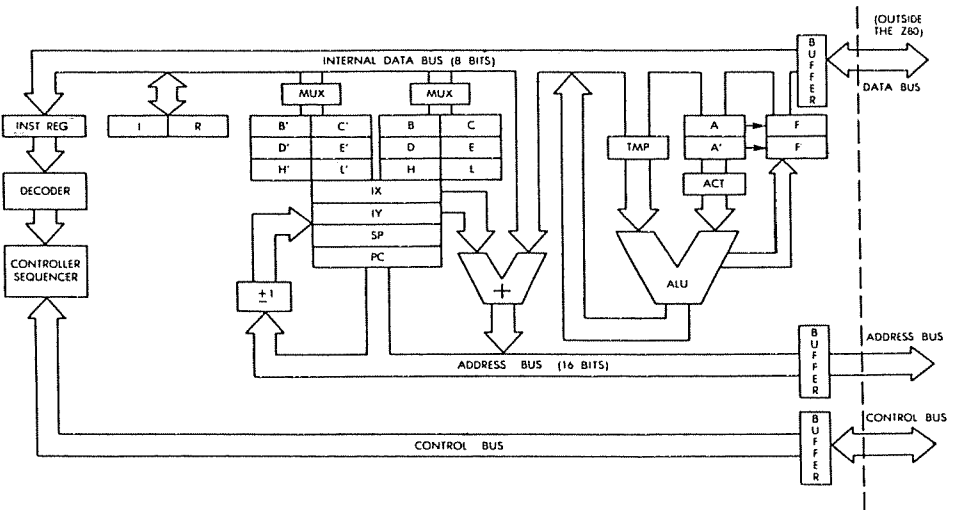 (OUTSIDE
THE Z80)
BUFFER
DATA BUS
INTERNAL DATA BUS (8 BITS)
MUX
MUX
INST REG
I
R
B'
C'
B
C
D'
E'
D
E
H'
L'
H
L
TMP
A
F
A'
F'
ACT
DECODER
IX
IY
SP
PC
CONTROLLER
SEQUENCER
±1
+
ALU
ADDRESS BUS (16 BITS)
BUFFER
ADDRESS BUS
CONTROL BUS
BUFFER
CONTROL BUS